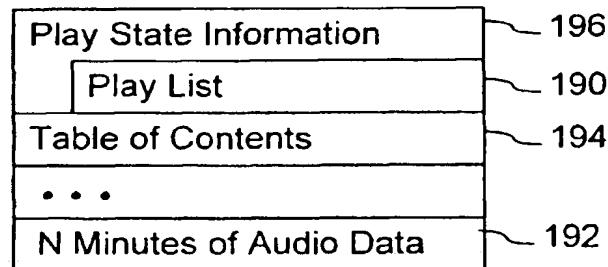 Play State Information 196
Play List 190
Table of Contents 194
• • •
N Minutes of Audio Data 192